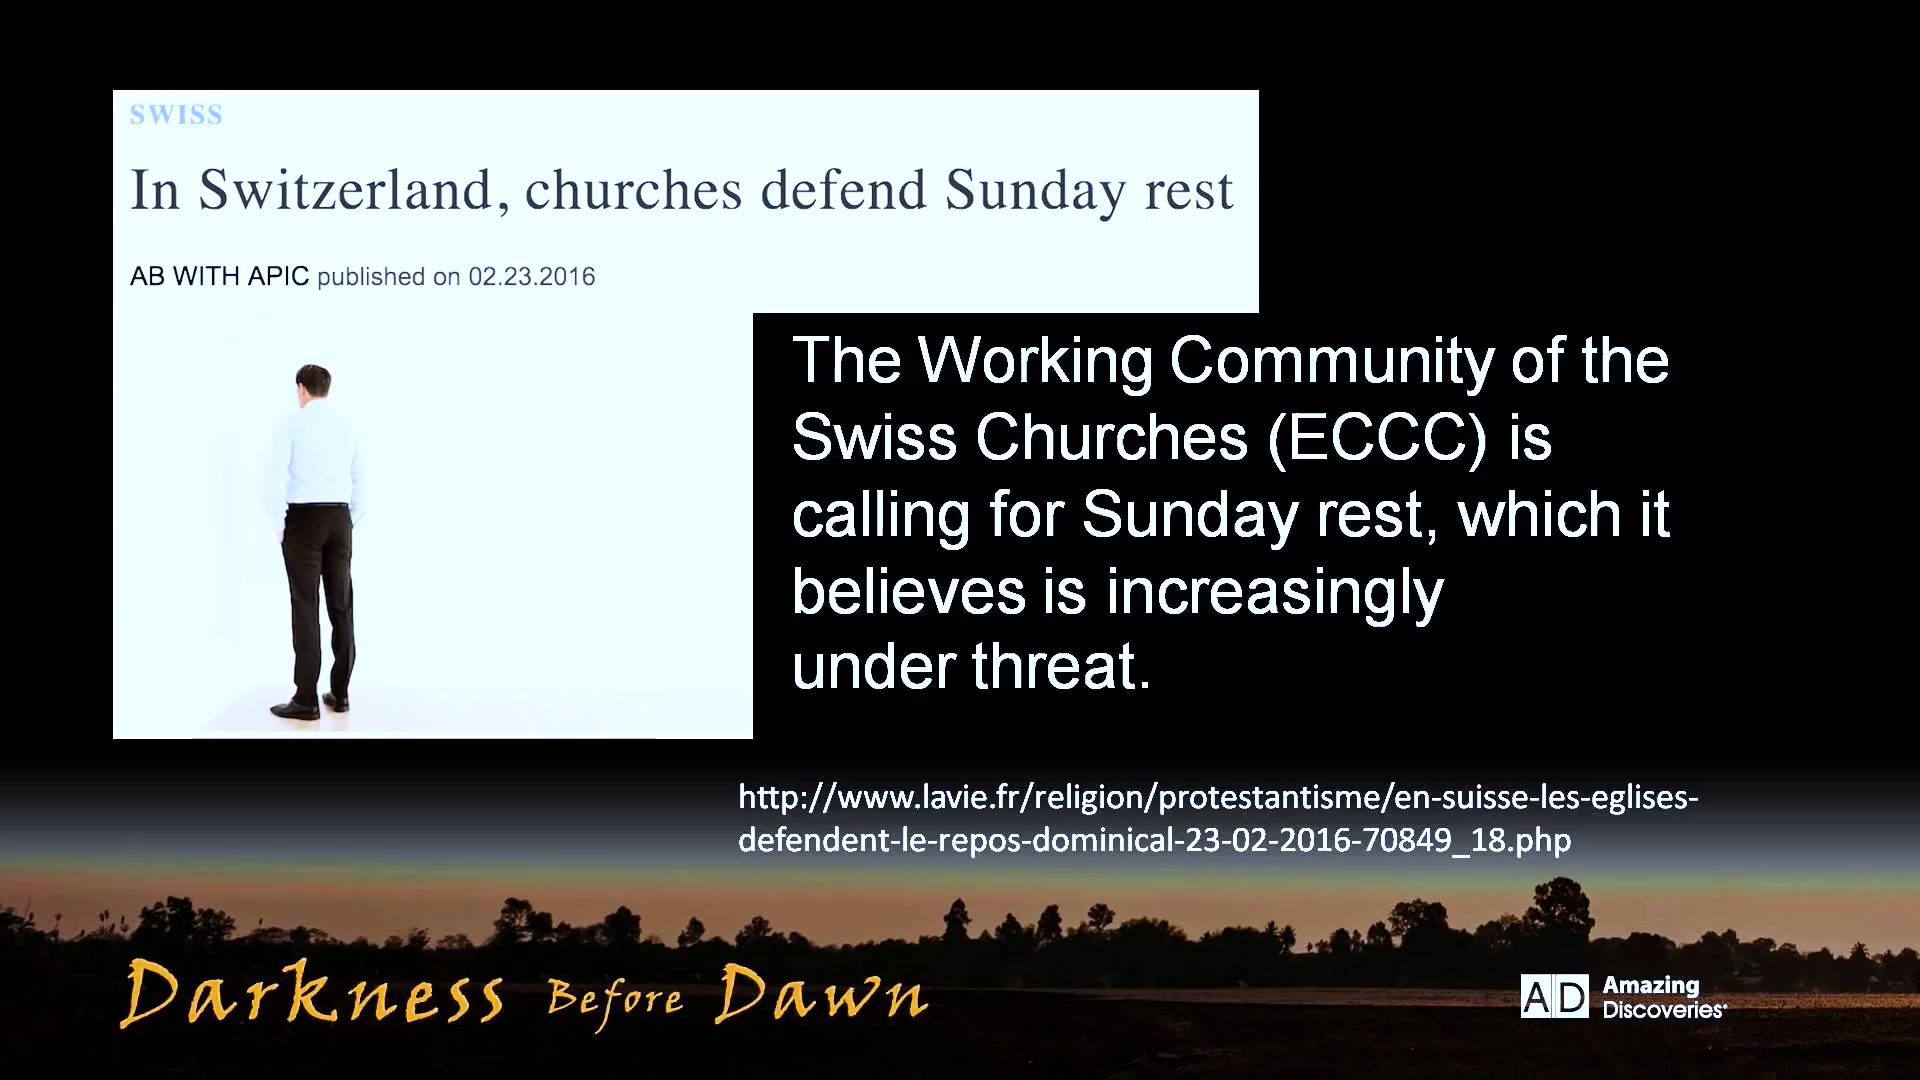 SWISS
In Switzerland, churches defend Sunday rest
AB WITH APIC published on 02.23.2016
The Working Community of the
Swiss Churches (ECCC) is
calling for Sunday rest, which it
believes is increasingly
under threat.
http://www.lavie.fr/religion/protestantisme/en-suisse-les-eglises-
defendent-le-repos-dominical-23-02-2016-70849_18.php
Darkness Before Dawn
AD Amazing
Discoveries